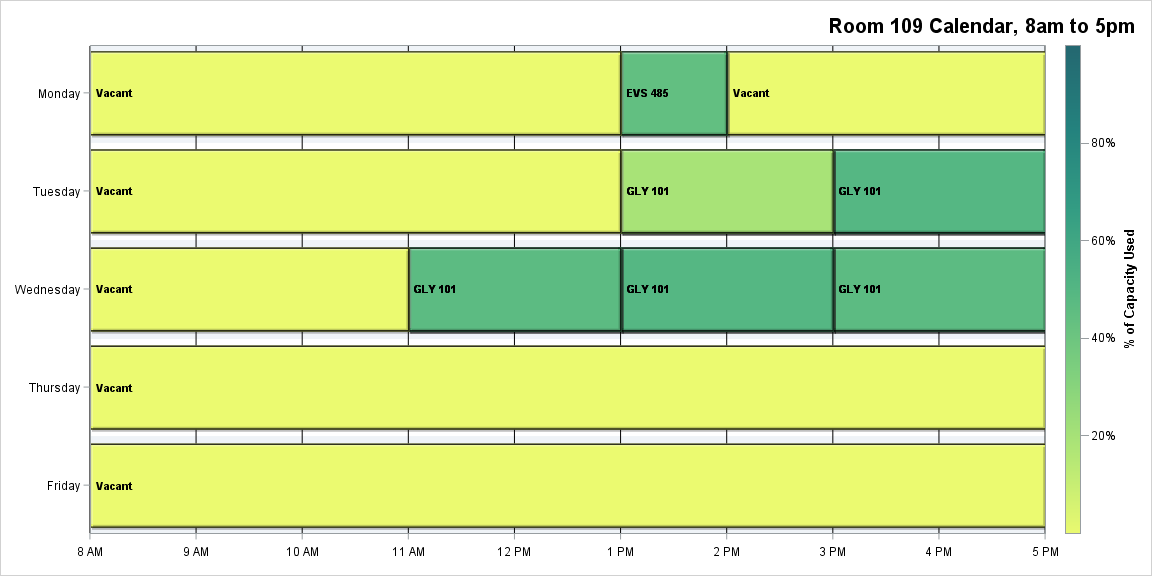 Room 109 Calendar, 8am to 5pm
Monday
Vacant
EVS 485
Vacant
Tuesday
Vacant
GLY 101
GLY 101
Wednesday
Vacant
GLY 101
GLY 101
GLY 101
Thursday
Vacant
Friday
Vacant
8 AM
9 AM
10 AM
11 AM
12 PM
1 PM
2 PM
3 PM
4 PM
5 PM
80%
60%
40%
20%
% of Capacity Used